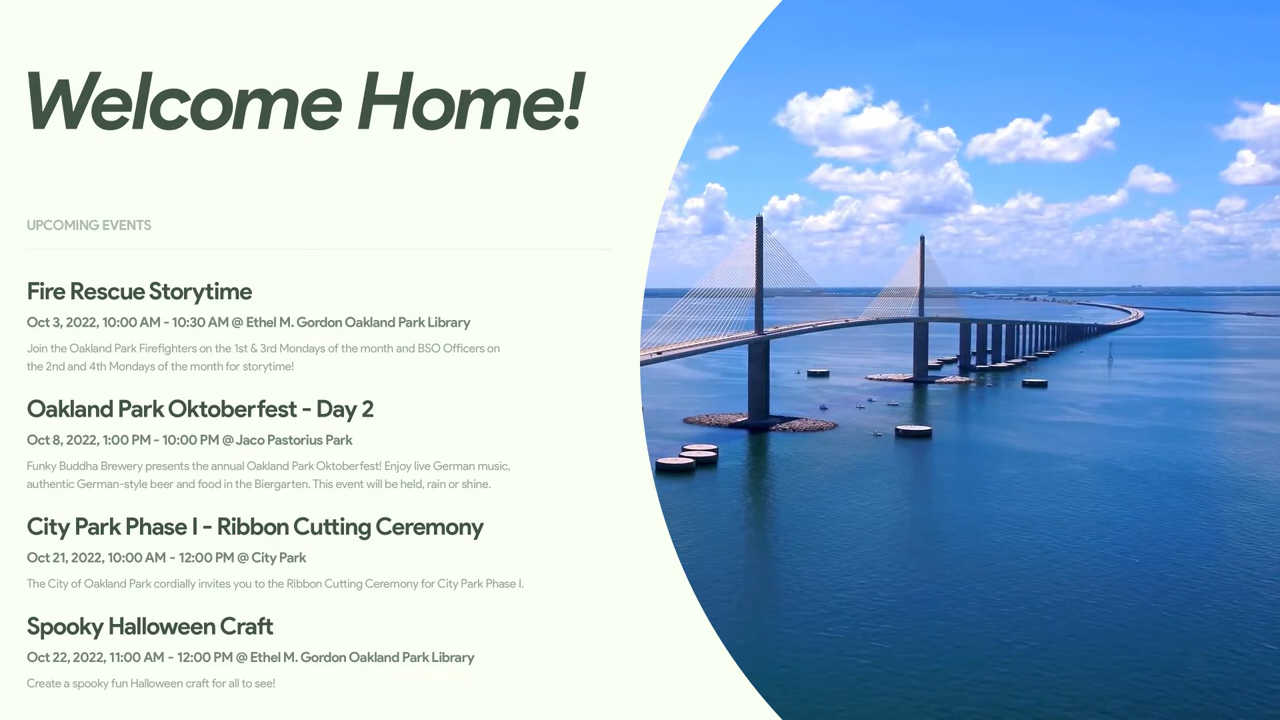 Welcome Home!
UPCOMING EVENTS
Fire Rescue Storytime
Oct 3, 2022, 10:00 AM - 10:30 AM @ Ethel M. Gordon Oakland Park Library
Join the Oakland Park Firefighters on the 1st & 3rd Mondays of the month and BSO Officers on
the 2nd and 4th Mondays of the month for storytime!
Oakland Park Oktoberfest - Day 2
Oct 8, 2022, 1:00 PM - 10:00 PM @ Jaco Pastorius Park
Funky Buddha Brewery presents the annual Oakland Park Oktoberfest! Enjoy live German music,
authentic German-style beer and food in the Biergarten. This event will be held, rain or shine.
City Park Phase I - Ribbon Cutting Ceremony
Oct 21, 2022, 10:00 AM - 12:00 PM @ City Park
The City of Oakland Park cordially invites you to the Ribbon Cutting Ceremony for City Park Phase I.
Spooky Halloween Craft
Oct 22, 2022, 11:00 AM - 12:00 PM @ Ethel M. Gordon Oakland Park Library
Create a spooky fun Halloween craft for all to see!